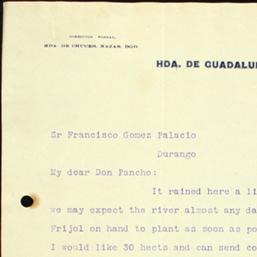 DIRECCION POSTAL,
HDA. DE CHUCES, NAZAS, DGO.
HDA. DE GUADALU
Sr Francisco Gomez Palacio
Durango
My dear Don Pancho:
It rained here a li
we may expect the river almost any da
Frijol on hand to plant as soon as po
I would like 30 hects and can send co